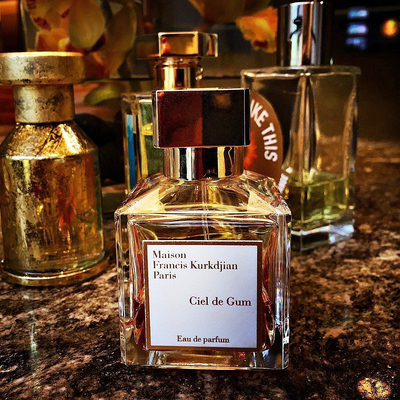 Maison
Francis Kurkdjian
Paris
Ciel de Gum
Eau de parfum
KE THIS